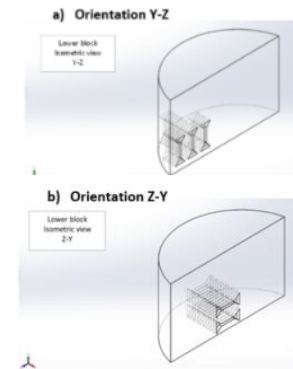 a) Orientation Y-Z
Lower block
Isometric view
Y-Z
b) Orientation Z-Y
Lower block
Isometric view
Z-Y